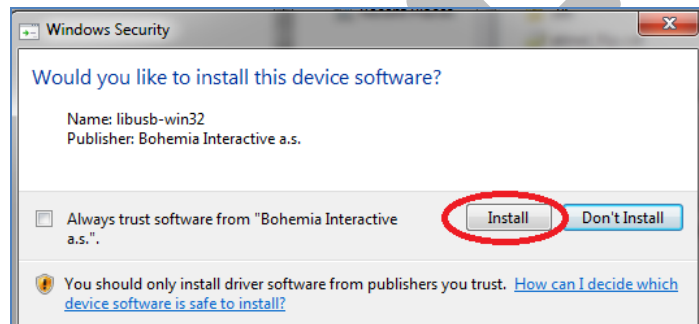 Windows Security
Would you like to install this device software?
Name: libusb-win32
Publisher: Bohemia Interactive a.s.
Always trust software from "Bohemia Interactive
a.s.".
Install
Don't Install
You should only install driver software from publishers you trust. How can I decide which
device software is safe to install?